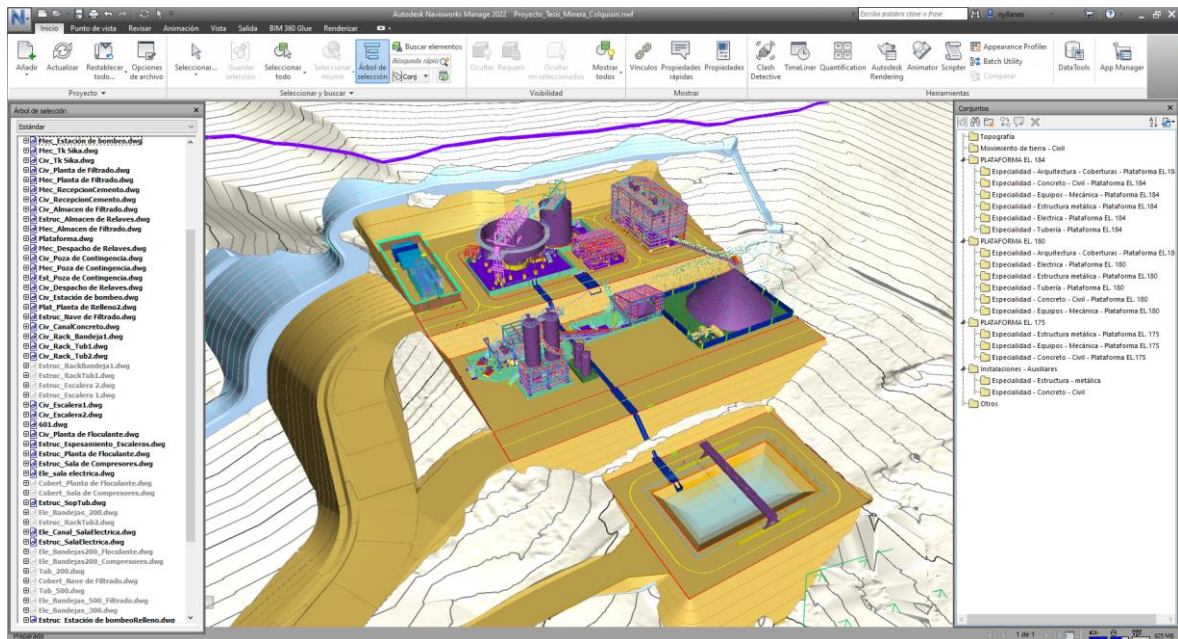 Autodesk Navisworks Manage 2022 Proyecto_Tesis_Minera_Colquisiri.nwf
Escriba palabra clave o frase
nyllanes
Inicio Punto de vista Revisar Animación Vista Salida BIM 360 Glue Renderizar
Añadir
Actualizar
Restablecer todo...
Opciones de archivo
Seleccionar...
Guardar selección
Seleccionar todo
Seleccionar mismo
Árbol de selección
Buscar elementos
Búsqueda rápid
Conj
Ocultar
Requerir
Ocultar no seleccionados
Mostrar todos
Vínculos
Propiedades rápidas
Propiedades
Clash Detective
TimeLiner
Quantification
Autodesk Rendering
Animator
Scripter
Appearance Profiler
Batch Utility
Comparar
DataTools
App Manager
Proyecto
Seleccionar y buscar
Visibilidad
Mostrar
Herramientas
Árbol de selección
Estándar
Mec_Estación de bombeo.dwg
Mec_Tk Sika.dwg
Civ_Tk Sika.dwg
Civ_Planta de Filtrado.dwg
Mec_Planta de Filtrado.dwg
Mec_RecepcionCemento.dwg
Civ_RecepcionCemento.dwg
Civ_Almacen de Filtrado.dwg
Estruc_Almacen de Relaves.dwg
Mec_Almacen de Filtrado.dwg
Plataforma.dwg
Mec_Despacho de Relaves.dwg
Civ_Poza de Contingencia.dwg
Mec_Poza de Contingencia.dwg
Est_Poza de Contingencia.dwg
Civ_Despacho de Relaves.dwg
Civ_Estación de bombeo.dwg
Plat_Planta de Relleno2.dwg
Estruc_Nave de Filtrado.dwg
Civ_CanalConcreto.dwg
Civ_Rack_Bandeja1.dwg
Civ_Rack_Tub1.dwg
Civ_Rack_Tub2.dwg
Estruc_RackBandeja1.dwg
Estruc_RackTub1.dwg
Estruc_Escalera 2.dwg
Estruc_Escalera 1.dwg
Civ_Escalera1.dwg
Civ_Escalera2.dwg
601.dwg
Civ_Planta de Floculante.dwg
Estruc_Espesamiento_Escaleras.dwg
Estruc_Planta de Floculante.dwg
Estruc_Sala de Compresores.dwg
Ele_sala electrica.dwg
Cobert_Planta de Floculante.dwg
Cobert_Sala de Compresores.dwg
Estruc_SopTub.dwg
Ele_Bandejas_200.dwg
Estruc_RackTub2.dwg
Ele_Canal_SalaElectrica.dwg
Estruc_SalaElectrica.dwg
Ele_Bandejas200_Floculante.dwg
Ele_Bandejas200_Compresores.dwg
Tub_200.dwg
Cobert_Nave de Filtrado.dwg
Tub_500.dwg
Ele_Bandejas_500_Filtrado.dwg
Ele_Bandejas_300.dwg
Estruc_Estación de bombeoRelleno.dwg
Conjuntos
Topografía
Movimiento de tierra - Civil
PLATAFORMA EL. 184
Especialidad - Arquitectura - Coberturas - Plataforma EL.18
Especialidad - Concreto - Civil - Plataforma EL.184
Especialidad - Equipos - Mecánica - Plataforma EL.184
Especialidad - Estructura metálica - Plataforma EL.184
Especialidad - Electrica - Plataforma EL.184
Especialidad - Tubería - Plataforma EL.184
PLATAFORMA EL. 180
Especialidad - Arquitectura - Coberturas - Plataforma EL.18
Especialidad - Electrica - Plataforma EL. 180
Especialidad - Estructura metálica - Plataforma EL.180
Especialidad - Tubería - Plataforma EL. 180
Especialidad - Concreto - Civil - Plataforma EL. 180
Especialidad - Equipos - Mecánica - Plataforma EL.180
PLATAFORMA EL. 175
Especialidad - Estructura metálica - Plataforma EL.175
Especialidad - Equipos - Mecánica - Plataforma EL.175
Especialidad - Concreto - Civil - Plataforma EL.175
Instalaciones - Auxiliares
Especialidad - Estructura - metálica
Especialidad - Concreto - Civil
Otros
Preparado
1 de 1
925 MB